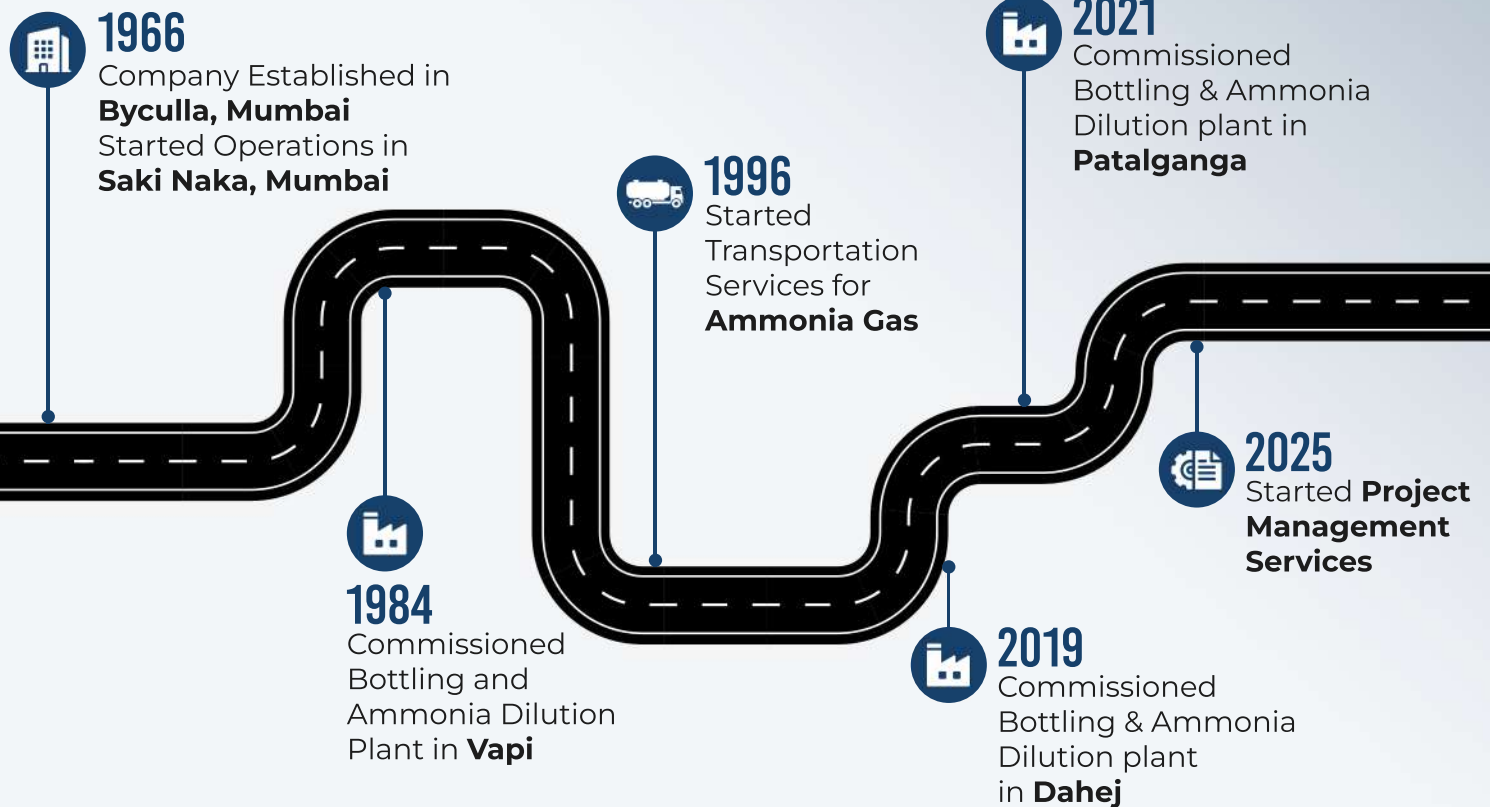 1966
Company Established in
Byculla, Mumbai
Started Operations in
Saki Naka, Mumbai
1984
Commissioned
Bottling and
Ammonia Dilution
Plant in Vapi
1996
Started
Transportation
Services for
Ammonia Gas
2019
Commissioned
Bottling & Ammonia
Dilution plant
in Dahej
2021
Commissioned
Bottling & Ammonia
Dilution plant in
Patalganga
2025
Started Project
Management
Services